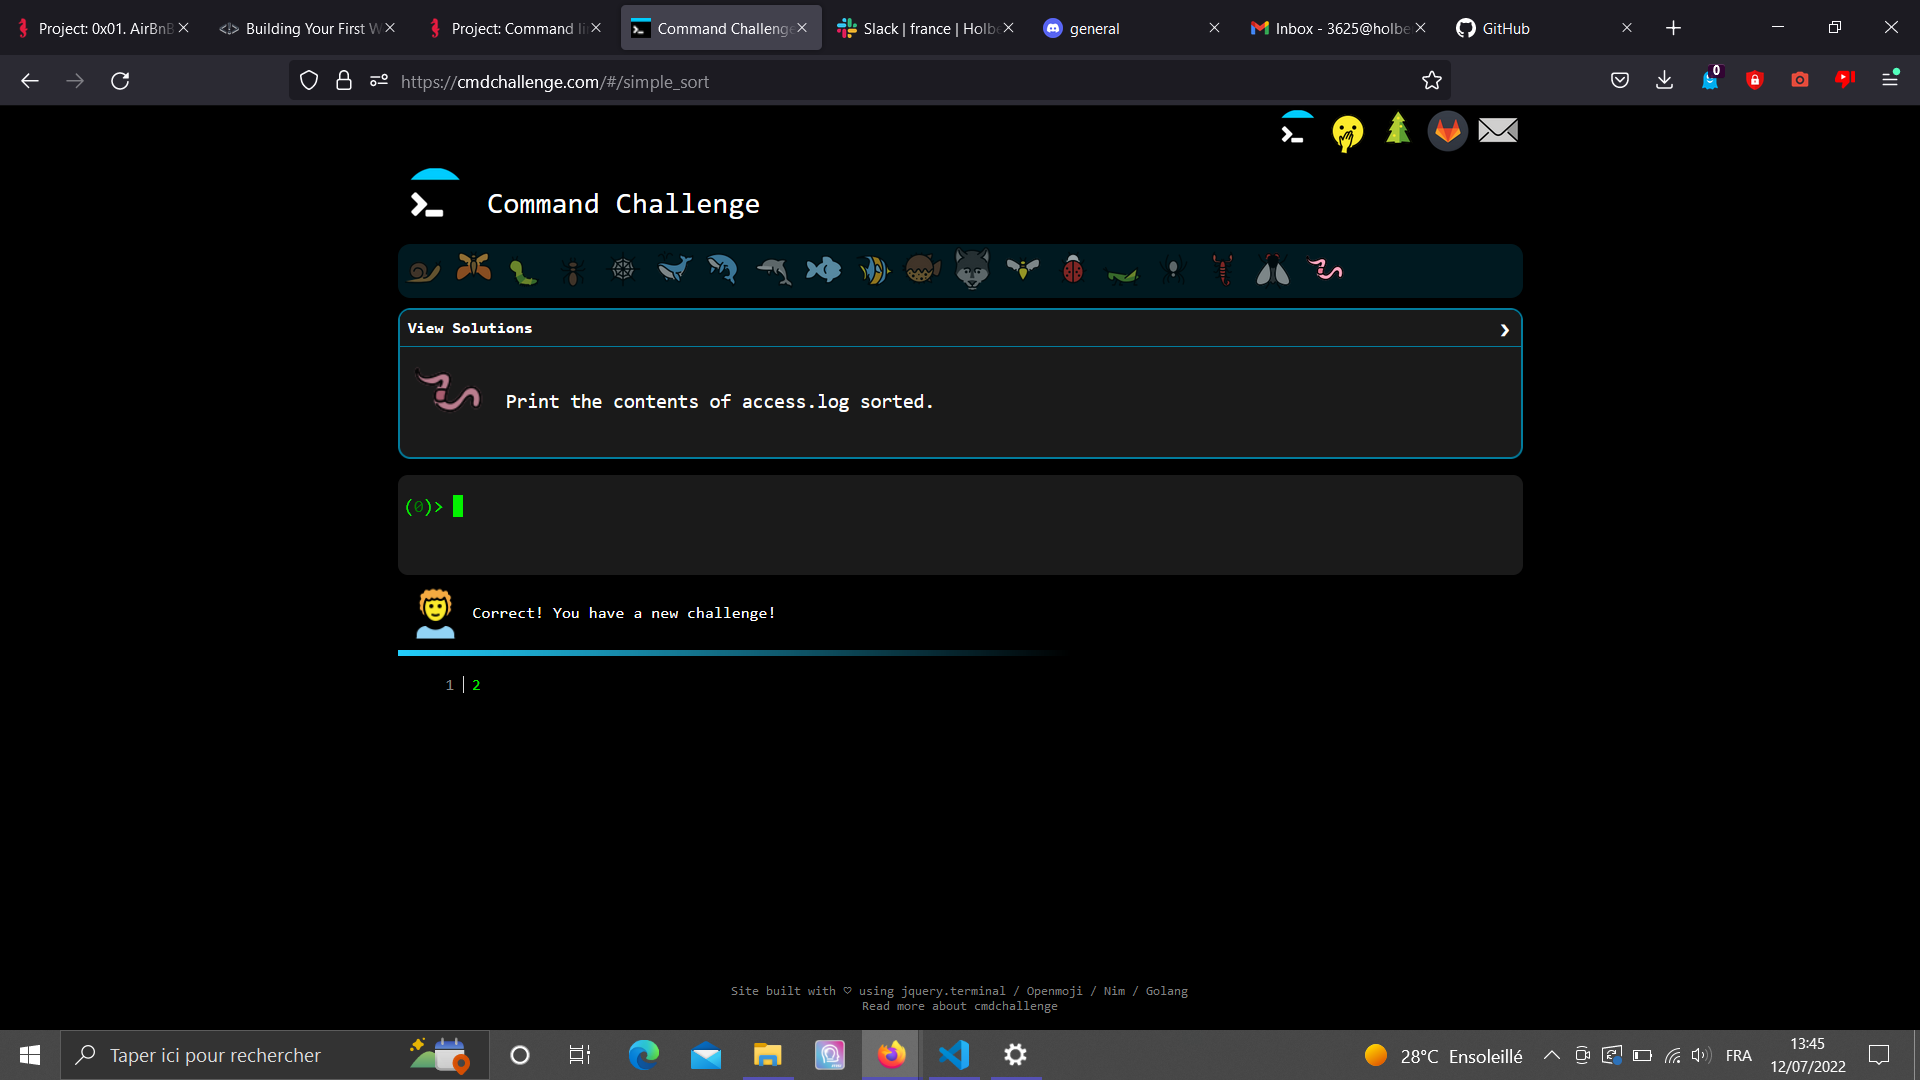 Project: 0x01. AirBnB
Building Your First W
Project: Command li
Command Challenge
Slack | france | Holbe
general
Inbox - 3625@holbe
GitHub
https://cmdchallenge.com/#/simple_sort
0
Command Challenge
View Solutions
Print the contents of access.log sorted.
(0)>
Correct! You have a new challenge!
1 2
Site built with ♡ using jquery.terminal / Openmoji / Nim / Golang
Read more about cmdchallenge
Taper ici pour rechercher
28°C Ensoleillé
FRA
13:45
12/07/2022